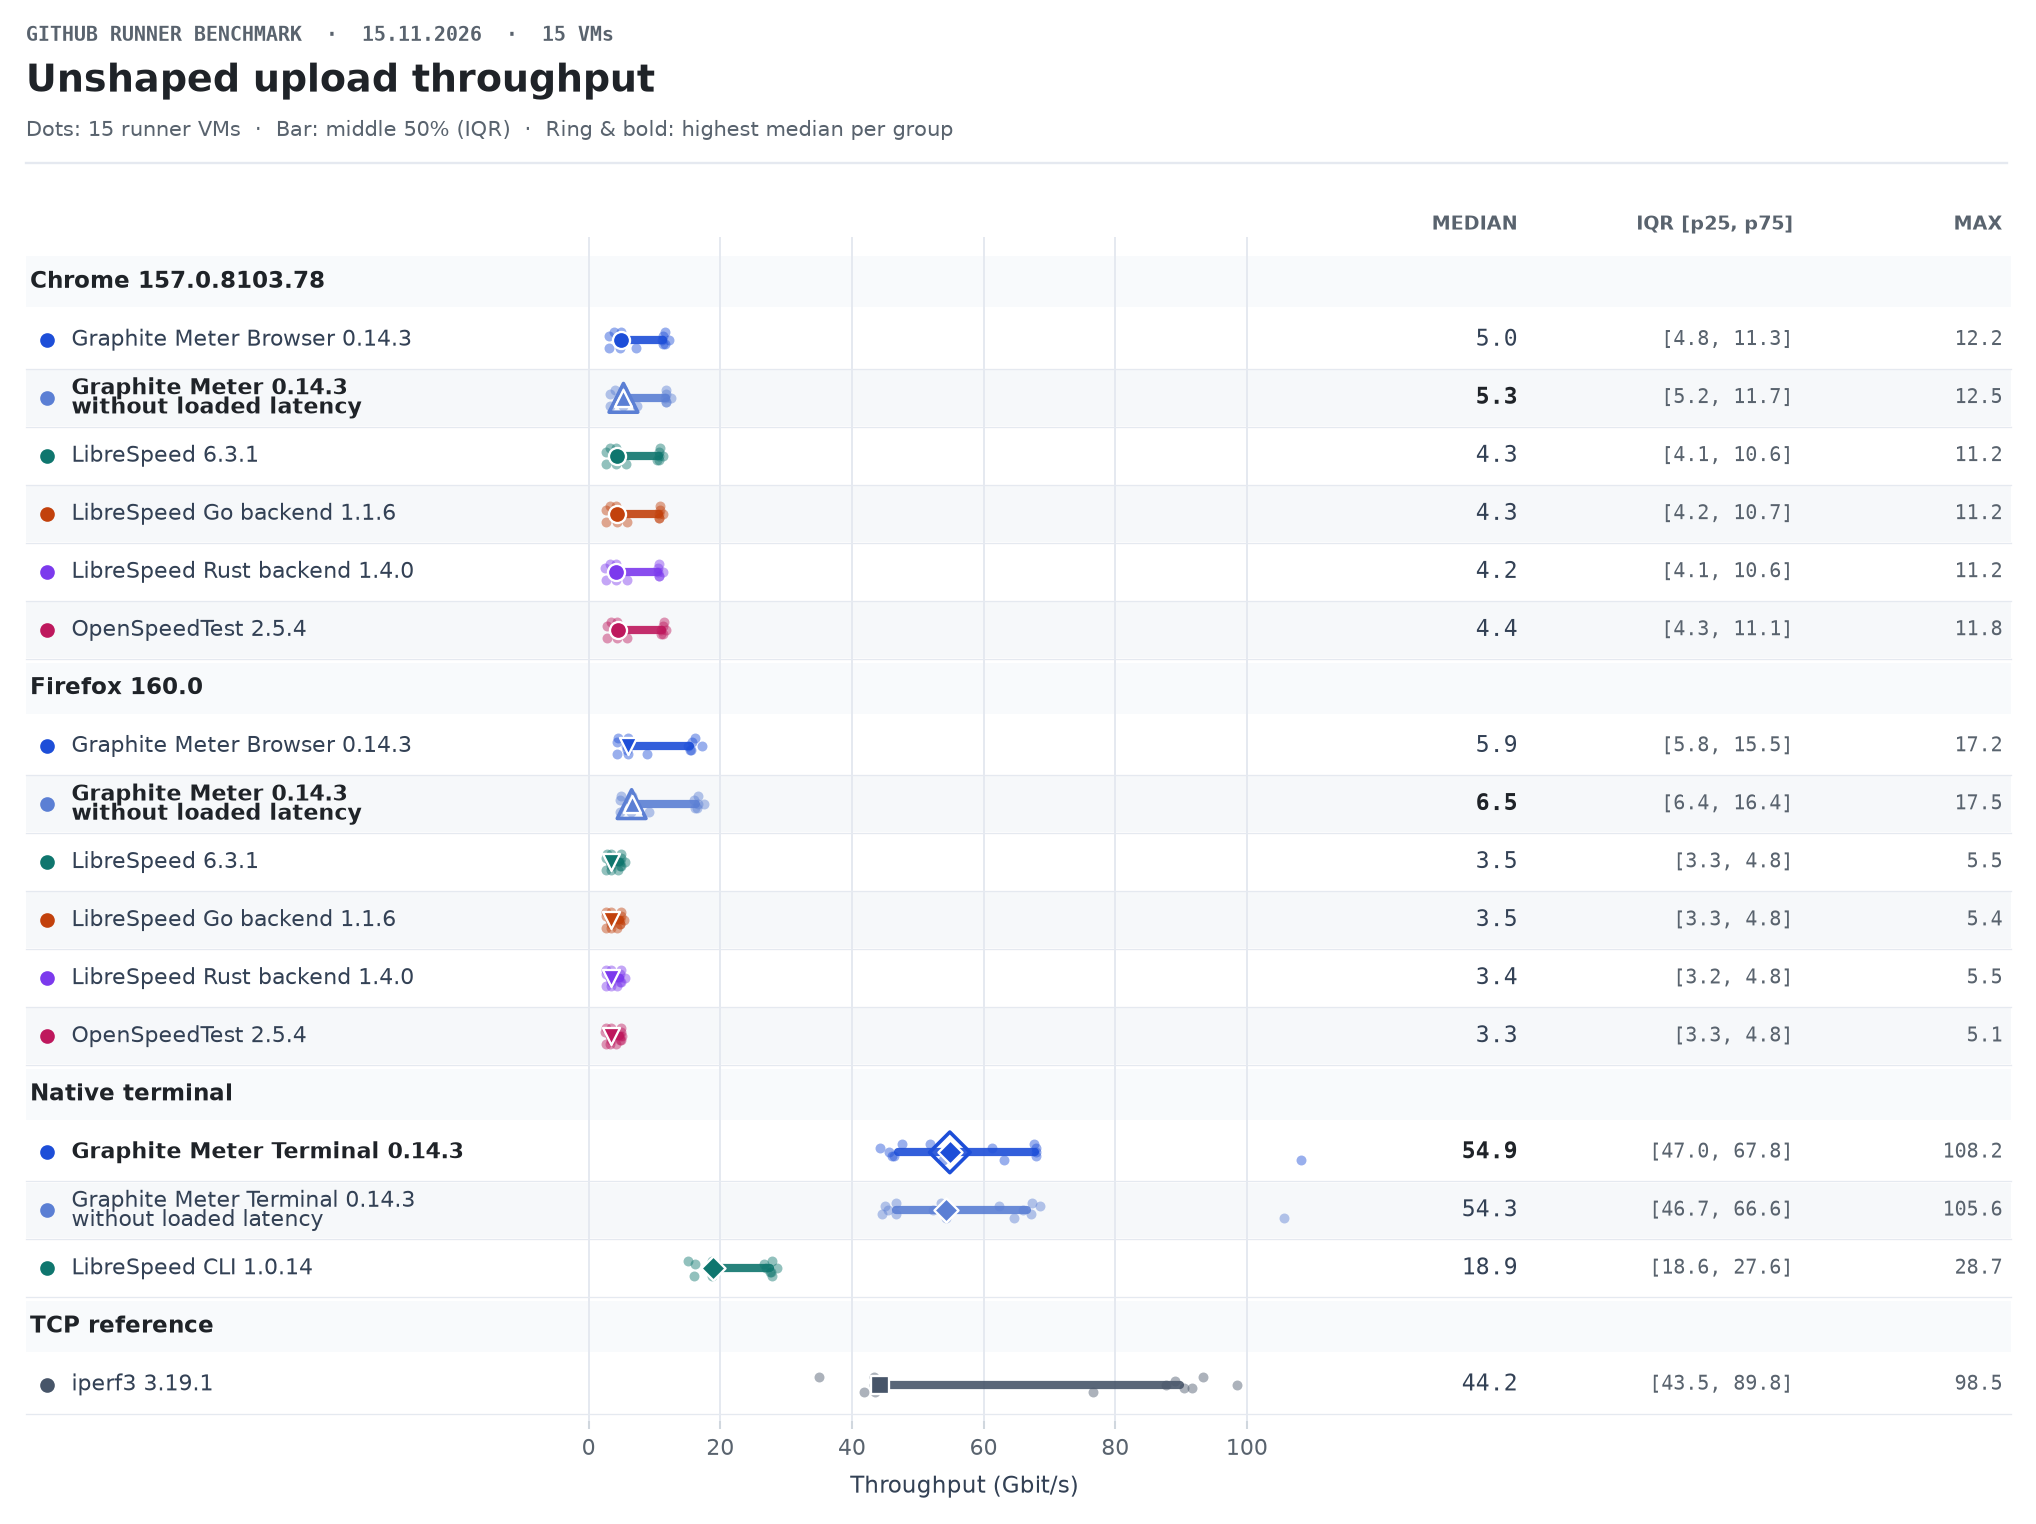 GITHUB RUNNER BENCHMARK · 15.11.2026 · 15 VMs
Unshaped upload throughput
Dots: 15 runner VMs · Bar: middle 50% (IQR) · Ring & bold: highest median per group
MEDIAN IQR [p25, p75] MAX
Chrome 157.0.8103.78
Graphite Meter Browser 0.14.3 5.0 [4.8, 11.3] 12.2
Graphite Meter 0.14.3
without loaded latency 5.3 [5.2, 11.7] 12.5
LibreSpeed 6.3.1 4.3 [4.1, 10.6] 11.2
LibreSpeed Go backend 1.1.6 4.3 [4.2, 10.7] 11.2
LibreSpeed Rust backend 1.4.0 4.2 [4.1, 10.6] 11.2
OpenSpeedTest 2.5.4 4.4 [4.3, 11.1] 11.8
Firefox 160.0
Graphite Meter Browser 0.14.3 5.9 [5.8, 15.5] 17.2
Graphite Meter 0.14.3
without loaded latency 6.5 [6.4, 16.4] 17.5
LibreSpeed 6.3.1 3.5 [3.3, 4.8] 5.5
LibreSpeed Go backend 1.1.6 3.5 [3.3, 4.8] 5.4
LibreSpeed Rust backend 1.4.0 3.4 [3.2, 4.8] 5.5
OpenSpeedTest 2.5.4 3.3 [3.3, 4.8] 5.1
Native terminal
Graphite Meter Terminal 0.14.3 54.9 [47.0, 67.8] 108.2
Graphite Meter Terminal 0.14.3
without loaded latency 54.3 [46.7, 66.6] 105.6
LibreSpeed CLI 1.0.14 18.9 [18.6, 27.6] 28.7
TCP reference
iperf3 3.19.1 44.2 [43.5, 89.8] 98.5
0 20 40 60 80 100
Throughput (Gbit/s)